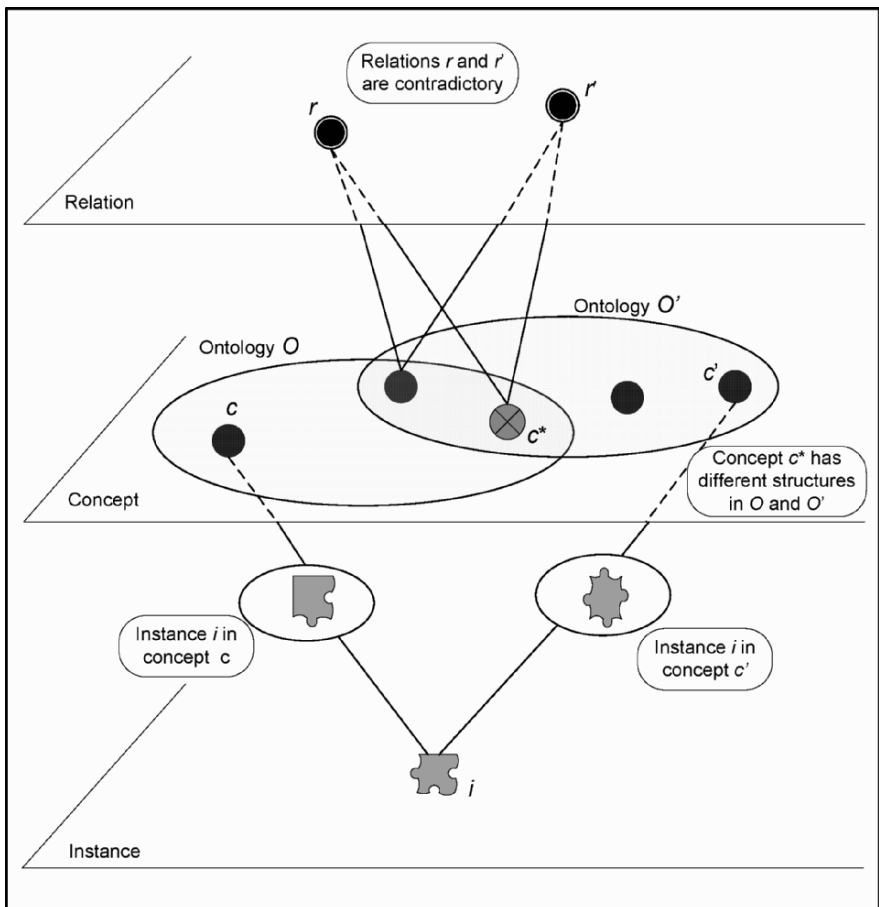 Relations r and r’
are contradictory
r
r’
Relation
Ontology O’
Ontology O
c’
c
c*
Concept c* has
different structures
in O and O’
Concept
Instance i in
concept c
Instance i in
concept c’
i
Instance